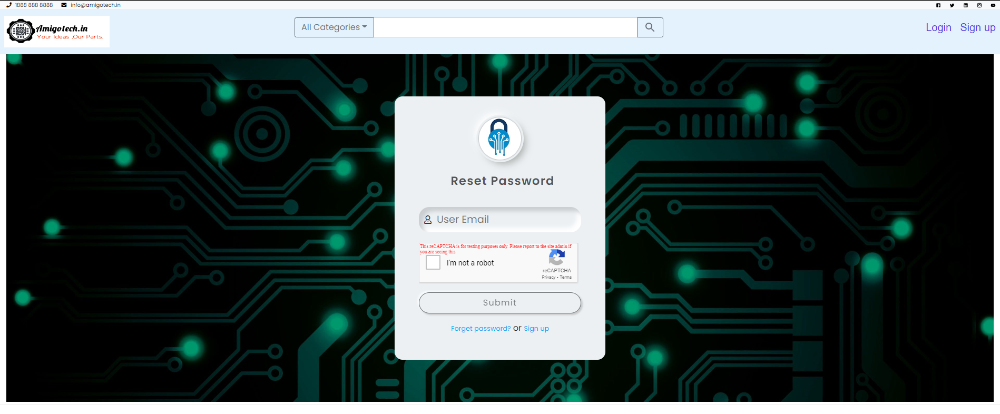 1888 888 8888 info@amigotech.in
Amigotech.in
Your Ideas ,Our Parts.
All Categories
Login Sign up
Reset Password
User Email
This reCAPTCHA is for testing purposes only. Please report to the site admin if
you are seeing this.
I'm not a robot
reCAPTCHA
Privacy - Terms
Submit
Forget password? or Sign up